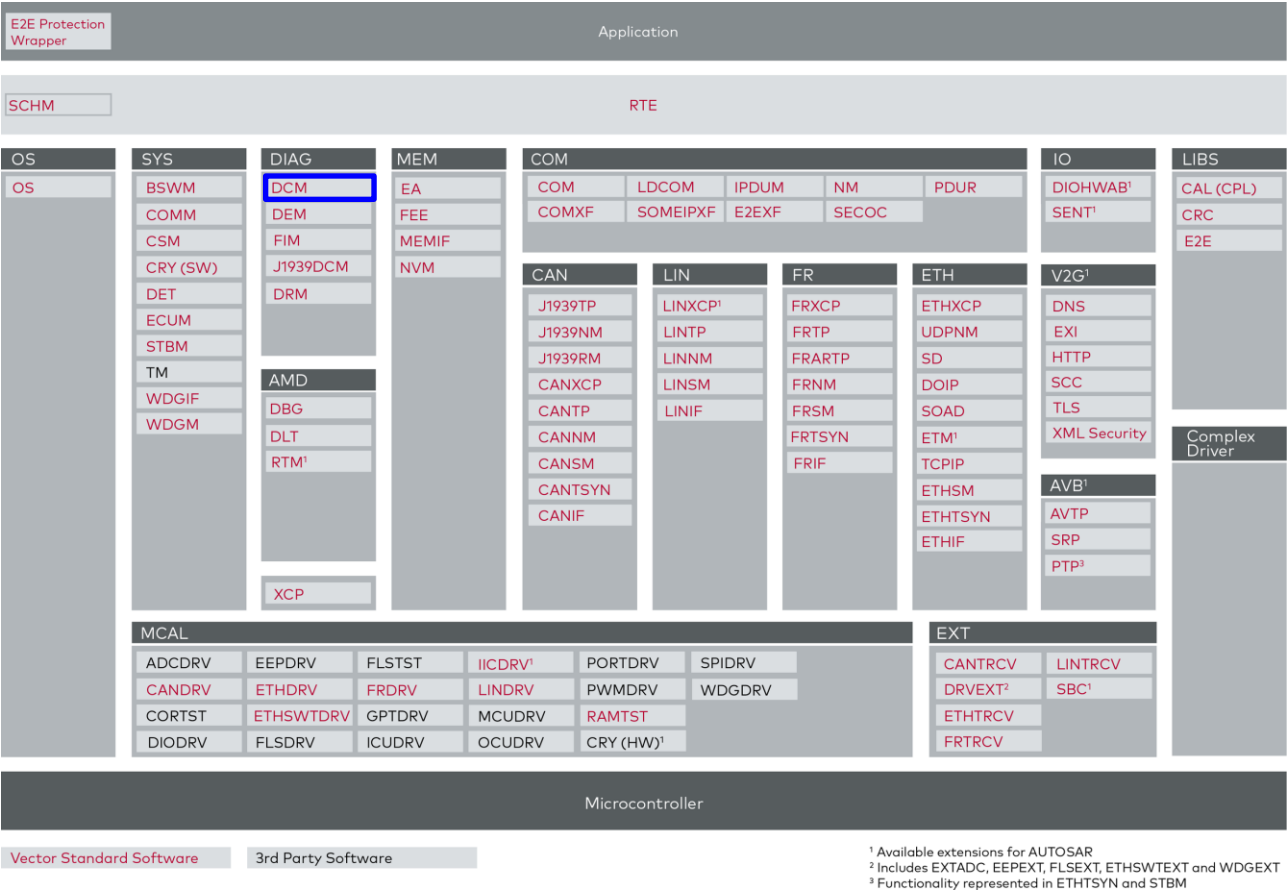 E2E Protection
Wrapper
Application
SCHM
RTE
OS
OS
SYS
BSWM
COMM
CSM
CRY (SW)
DET
ECUM
STBM
TM
WDGIF
WDGM
DIAG
DCM
DEM
FIM
J1939DCM
DRM
AMD
DBG
DLT
RTM¹
XCP
MEM
EA
FEE
MEMIF
NVM
COM
COM LDCOM IPDUM NM PDUR
COMXF SOMEIPXF E2EXF SECOC
CAN
J1939TP
J1939NM
J1939RM
CANXCP
CANTP
CANNM
CANSM
CANTSYN
CANIF
LIN
LINXCP¹
LINTP
LINNM
LINSM
LINIF
FR
FRXCP
FRTP
FRARTP
FRNM
FRSM
FRTSYN
FRIF
ETH
ETHXCP
UDPNM
SD
DOIP
SOAD
ETM¹
TCPIP
ETHSM
ETHTSYN
ETHIF
IO
DIOHWAB¹
SENT¹
V2G¹
DNS
EXI
HTTP
SCC
TLS
XML Security
AVB¹
AVTP
SRP
PTP³
LIBS
CAL (CPL)
CRC
E2E
Complex
Driver
MCAL
ADCDRV EEPDRV FLSTST IICDRV¹ PORTDRV SPIDRV
CANDRV ETHDRV FRDRV LINDRV PWMDRV WDGDRV
CORTST ETHSWTDRV GPTDRV MCUDRV RAMTST
DIODRV FLSDRV ICUDRV OCUDRV CRY (HW)¹
EXT
CANTRCV LINTRCV
DRVEXT² SBC¹
ETHTRCV
FRTRCV
Microcontroller
Vector Standard Software
3rd Party Software
¹ Available extensions for AUTOSAR
² Includes EXTADC, EEPEXT, FLSEXT, ETHSWTEXT and WDGEXT
³ Functionality represented in ETHTSYN and STBM